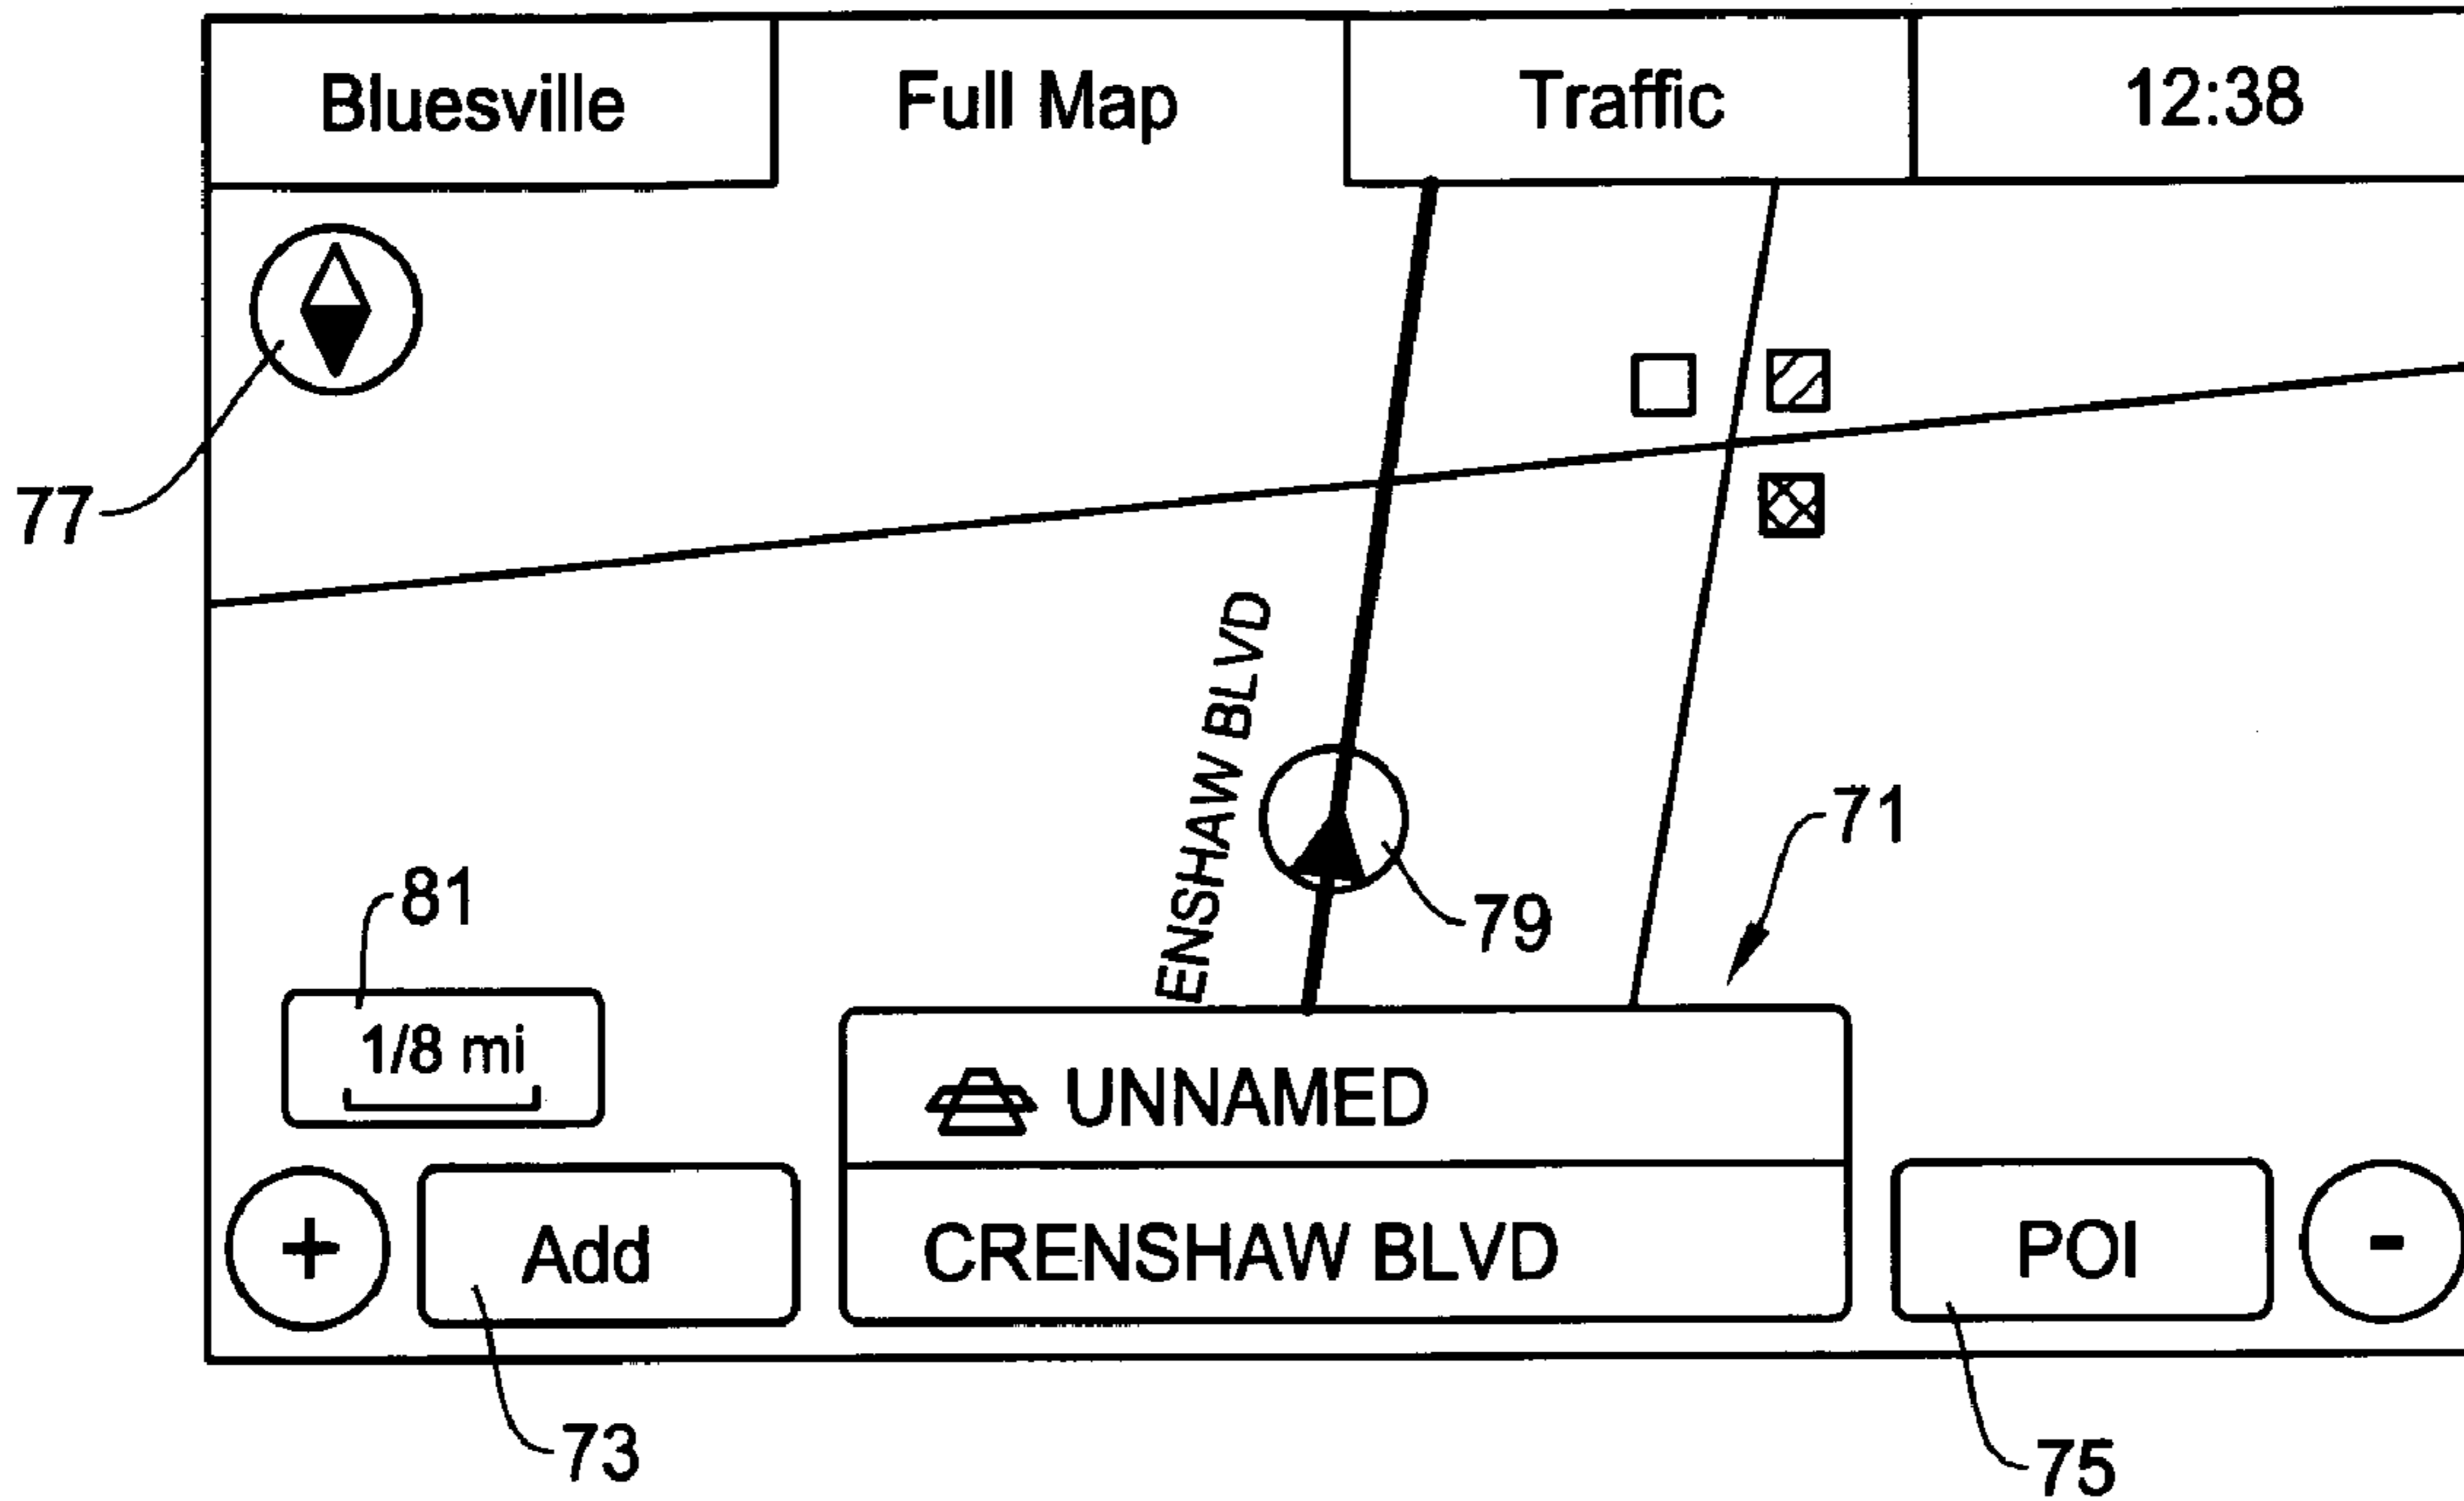 Bluesville
Full Map
Traffic
12:38
77
ENSHAW BLVD
71
81
79
1/8 mi
UNNAMED
+
Add
CRENSHAW BLVD
POI
-
73
75